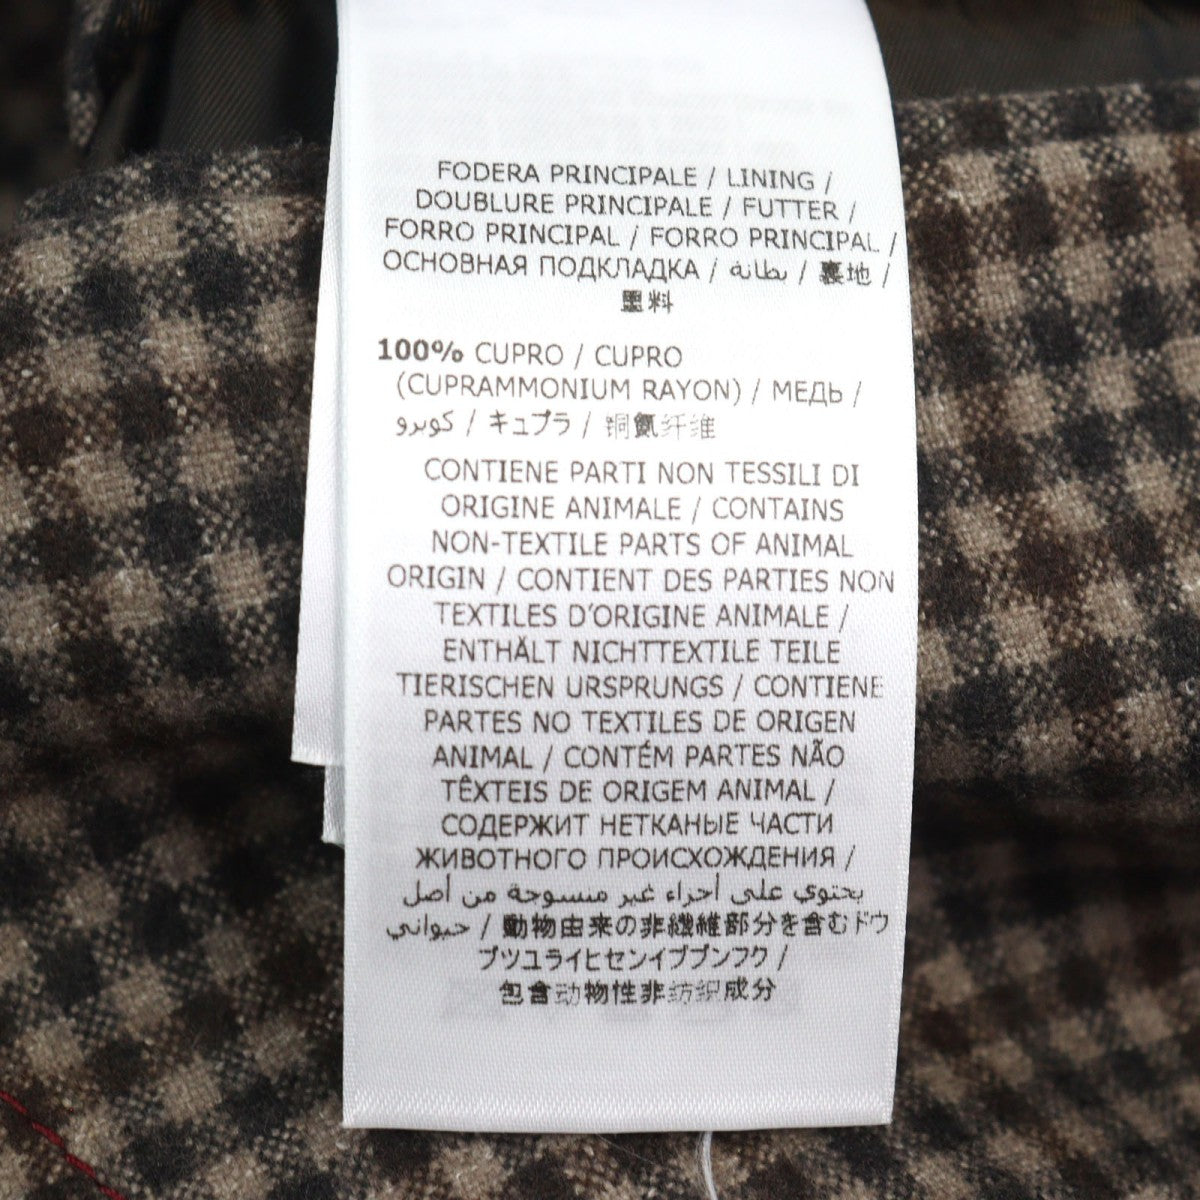 FODERA PRINCIPALE / LINING /
DOUBLURE PRINCIPALE / FUTTER /
FORRO PRINCIPAL / FORRO PRINCIPAL /
ОСНОВНАЯ ПОДКЛАДКА / بطانة / 裏地 /
里料
100% CUPRO / CUPRO
(CUPRAMMONIUM RAYON) / МЕДЬ /
كوبرو / キュプラ / 铜氨纤维
CONTIENE PARTI NON TESSILI DI
ORIGINE ANIMALE / CONTAINS
NON-TEXTILE PARTS OF ANIMAL
ORIGIN / CONTIENT DES PARTIES NON
TEXTILES D'ORIGINE ANIMALE /
ENTHÄLT NICHTTEXTILE TEILE
TIERISCHEN URSPRUNGS / CONTIENE
PARTES NO TEXTILES DE ORIGEN
ANIMAL / CONTÉM PARTES NÃO
TÊXTEIS DE ORIGEM ANIMAL /
СОДЕРЖИТ НЕТКАНЫЕ ЧАСТИ
ЖИВОТНОГО ПРОИСХОЖДЕНИЯ /
يحتوي على أجزاء غير منسوجة من أصل
حيواني / 動物由来の非繊維部分を含むドウ
ブツユライヒセンイブブンフク /
包含动物性非纺织成分